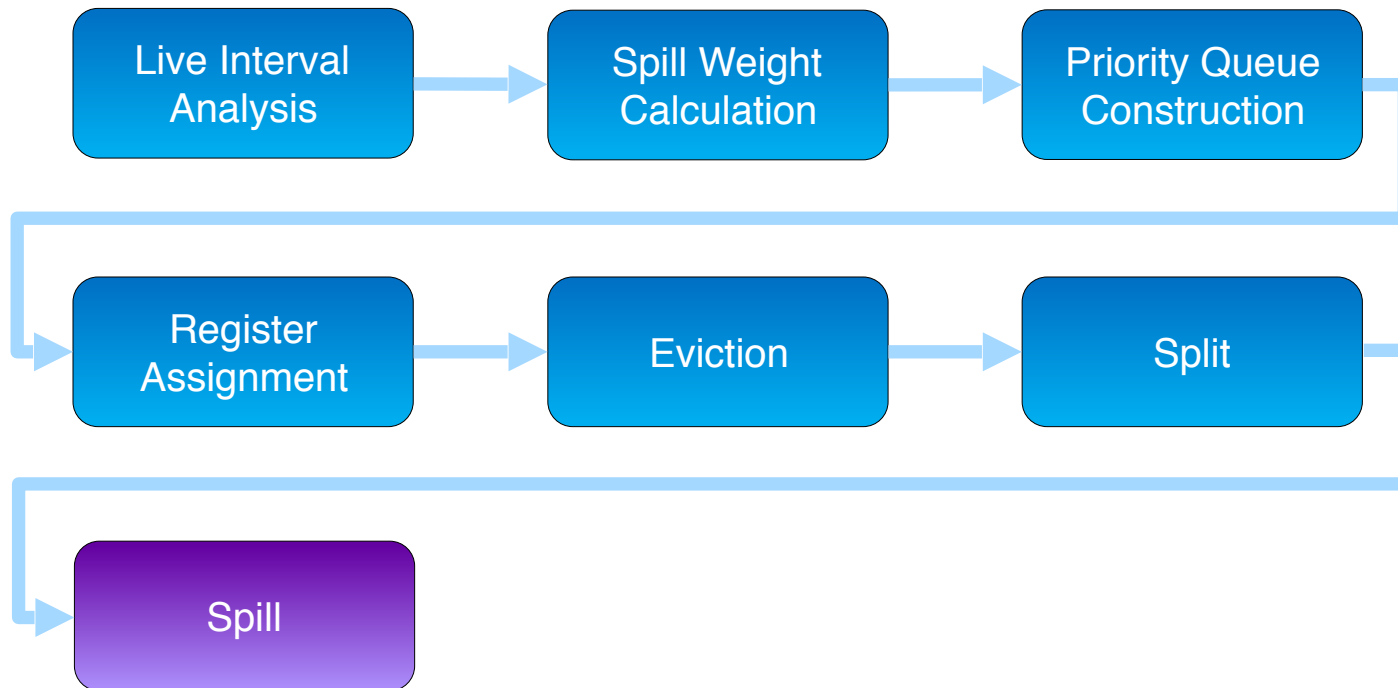 Live Interval
Analysis
Spill Weight
Calculation
Priority Queue
Construction
Register
Assignment
Eviction
Split
Spill